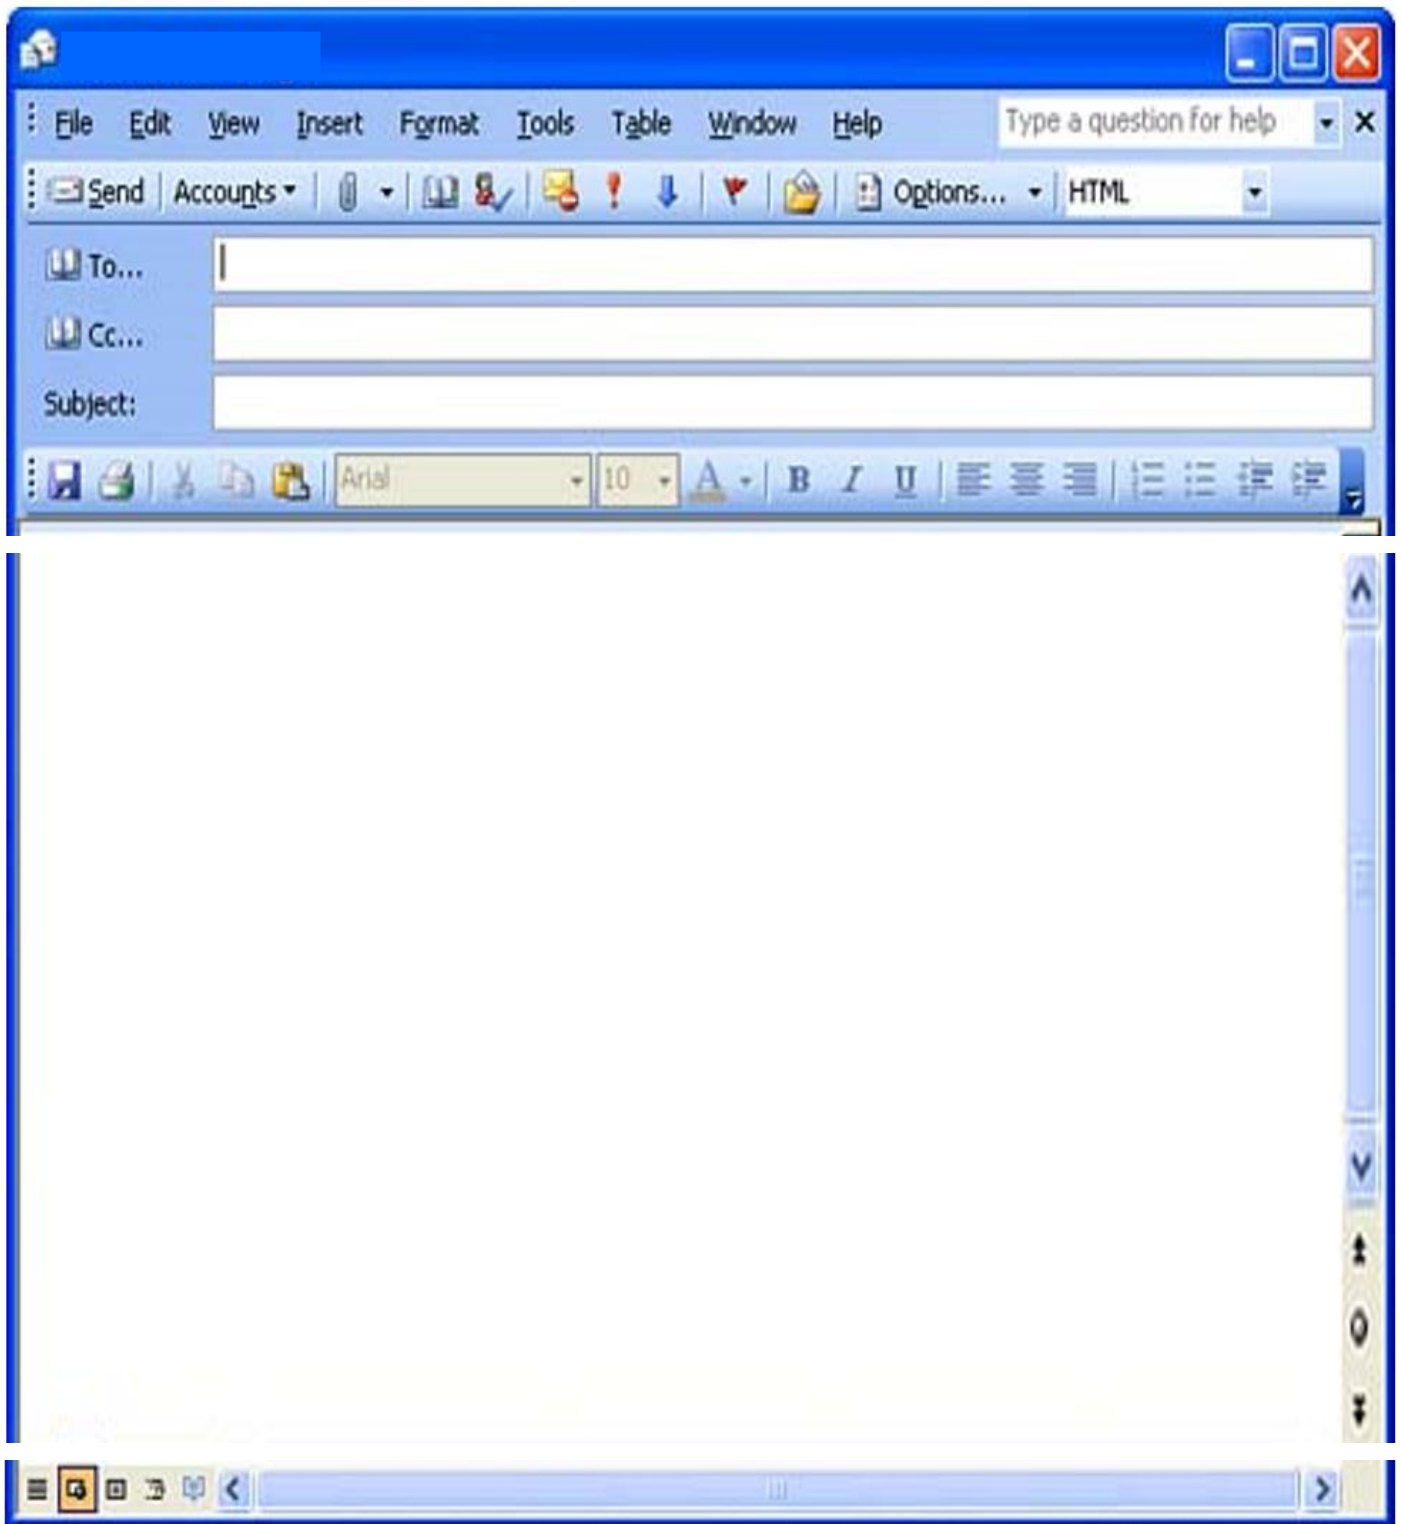 File Edit View Insert Format Tools Table Window Help Type a question for help
Send Accounts Options... HTML
To...
Cc...
Subject:
Arial 10 A B I U